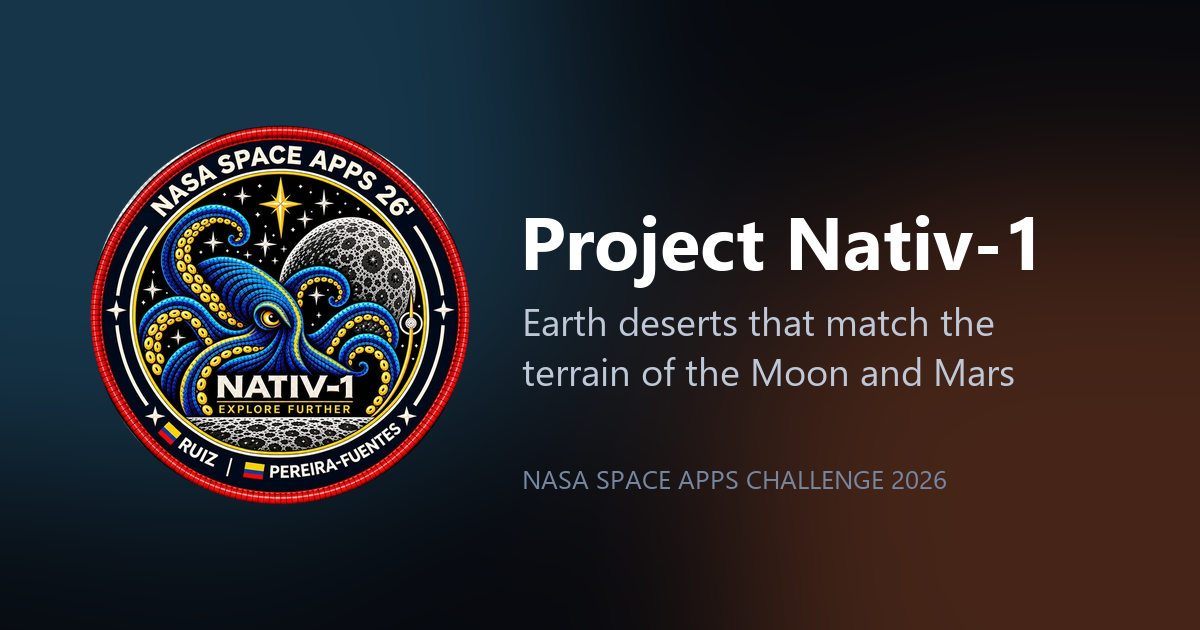 NASA SPACE APPS 26'
NATIV-1
EXPLORE FURTHER
RUIZ | PEREIRA-FUENTES
Project Nativ-1
Earth deserts that match the
terrain of the Moon and Mars
NASA SPACE APPS CHALLENGE 2026